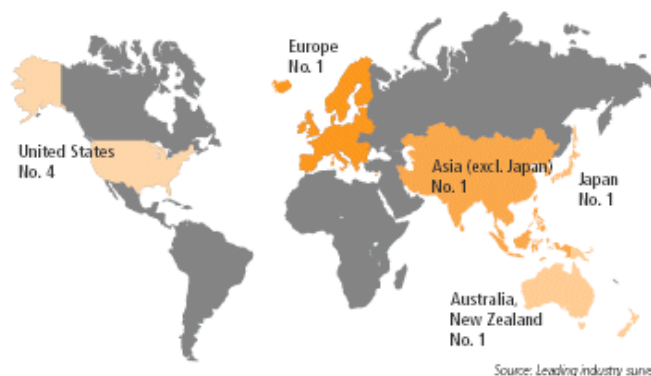 Europe
No. 1
United States
No. 4
Asia (excl. Japan)
No. 1
Japan
No. 1
Australia,
New Zealand
No. 1
Source: Leading industry surve